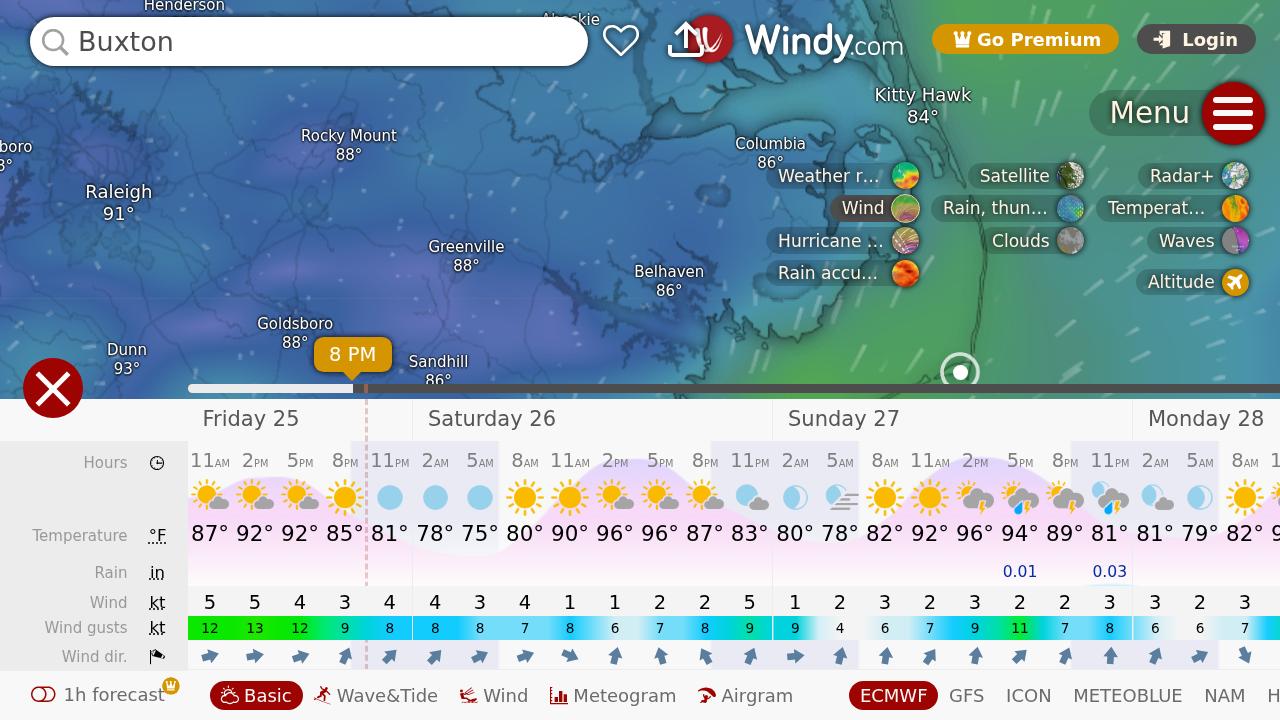 Henderson
Ahoskie
Buxton
Windy.com
Go Premium
Login
Kitty Hawk
84°
Menu
Rocky Mount
88°
Columbia
86°
boro
Raleigh
91°
Weather r...
Satellite
Radar+
Wind
Rain, thun...
Temperat...
Hurricane ...
Clouds
Waves
Rain accu...
Altitude
Greenville
88°
Belhaven
86°
Goldsboro
88°
Dunn
93°
Sandhill
86°
8 PM
Friday 25 Saturday 26 Sunday 27 Monday 28
Hours 11AM 2PM 5PM 8PM 11PM 2AM 5AM 8AM 11AM 2PM 5PM 8PM 11PM 2AM 5AM 8AM 11AM 2PM 5PM 8PM 11PM 2AM 5AM 8AM 1
Temperature °F 87° 92° 92° 85° 81° 78° 75° 80° 90° 96° 96° 87° 83° 80° 78° 82° 92° 96° 94° 89° 81° 81° 79° 82° 9
Rain in 0.01 0.03
Wind kt 5 5 4 3 4 4 3 4 1 1 2 2 5 1 2 3 2 3 2 2 3 3 2 3
Wind gusts kt 12 13 12 9 8 8 8 7 8 6 7 8 9 9 4 6 7 9 11 7 8 6 6 7
Wind dir.
1h forecast Basic Wave&Tide Wind Meteogram Airgram ECMWF GFS ICON METEOBLUE NAM H